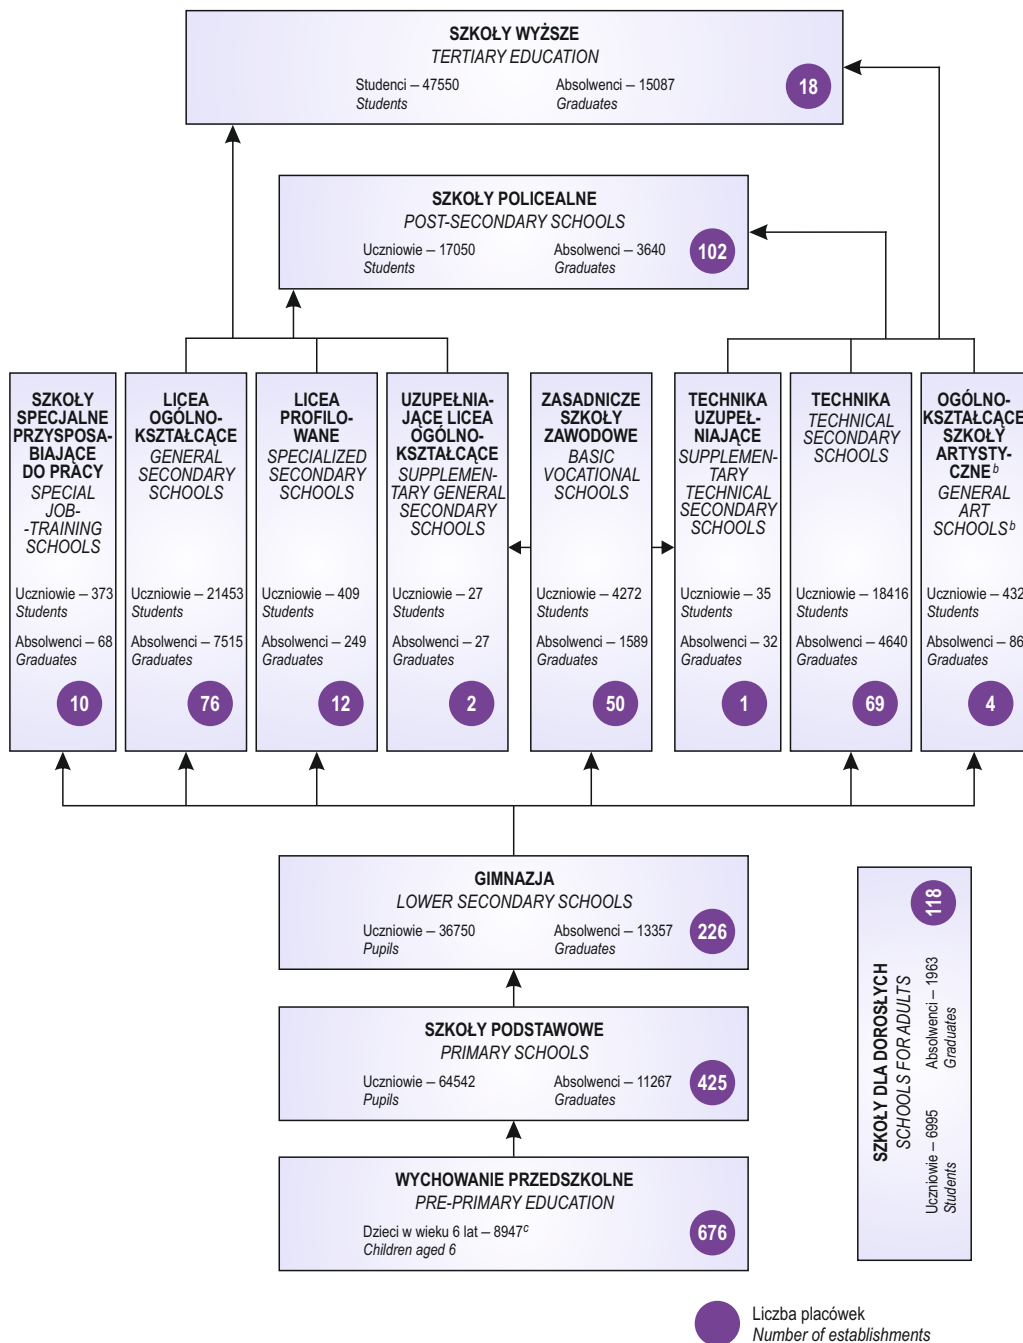 SZKOŁY WYŻSZE
TERTIARY EDUCATION
Studenci – 47550
Students
Absolwenci – 15087
Graduates
18
SZKOŁY POLICEALNE
POST-SECONDARY SCHOOLS
Uczniowie – 17050
Students
Absolwenci – 3640
Graduates
102
SZKOŁY
SPECJALNE
PRZYSPOSA-
BIAJĄCE
DO PRACY
SPECIAL
JOB-
-TRAINING
SCHOOLS
Uczniowie – 373
Students
Absolwenci – 68
Graduates
10
LICEA
OGÓLNO-
KSZTAŁCĄCE
GENERAL
SECONDARY
SCHOOLS
Uczniowie – 21453
Students
Absolwenci – 7515
Graduates
76
LICEA
PROFILO-
WANE
SPECIALIZED
SECONDARY
SCHOOLS
Uczniowie – 409
Students
Absolwenci – 249
Graduates
12
UZUPEŁNIA-
JĄCE LICEA
OGÓLNO-
KSZTAŁCĄCE
SUPPLEMEN-
TARY GENERAL
SECONDARY
SCHOOLS
Uczniowie – 27
Students
Absolwenci – 27
Graduates
2
ZASADNICZE
SZKOŁY
ZAWODOWE
BASIC
VOCATIONAL
SCHOOLS
Uczniowie – 4272
Students
Absolwenci – 1589
Graduates
50
TECHNIKA
UZUPEŁ-
NIAJĄCE
SUPPLEMEN-
TARY
TECHNICAL
SECONDARY
SCHOOLS
Uczniowie – 35
Students
Absolwenci – 32
Graduates
1
TECHNIKA
TECHNICAL
SECONDARY
SCHOOLS
Uczniowie – 18416
Students
Absolwenci – 4640
Graduates
69
OGÓLNO-
KSZTAŁCĄCE
SZKOŁY
ARTYSTY-
CZNE b
GENERAL
ART
SCHOOLS b
Uczniowie – 432
Students
Absolwenci – 86
Graduates
4
GIMNAZJA
LOWER SECONDARY SCHOOLS
Uczniowie – 36750
Pupils
Absolwenci – 13357
Graduates
226
SZKOŁY PODSTAWOWE
PRIMARY SCHOOLS
Uczniowie – 64542
Pupils
Absolwenci – 11267
Graduates
425
WYCHOWANIE PRZEDSZKOLNE
PRE-PRIMARY EDUCATION
Dzieci w wieku 6 lat – 8947 c
Children aged 6
676
SZKOŁY DLA DOROSŁYCH
SCHOOLS FOR ADULTS
Uczniowie – 6995
Students
Absolwenci – 1963
Graduates
118
Liczba placówek
Number of establishments